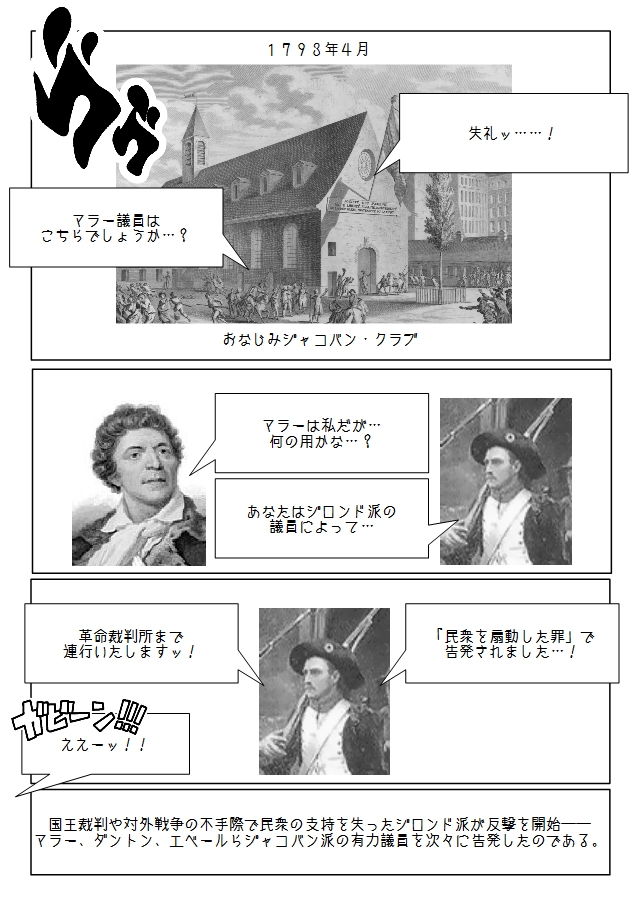 1793年4月
ババ
失礼ッ……！
マラー議員は
こちらでしょうか…？
おなじみジャコバン・クラブ
マラーは私だが…
何の用かな…？
あなたはジロンド派の
議員によって…
『民衆を扇動した罪』で
告発されました…！
革命裁判所まで
連行いたしますッ！
ガビーン!!!
ええーッ！！
国王裁判や対外戦争の不手際で民衆の支持を失ったジロンド派が反撃を開始――
マラー、ダントン、エベールらジャコバン派の有力議員を次々に告発したのである。